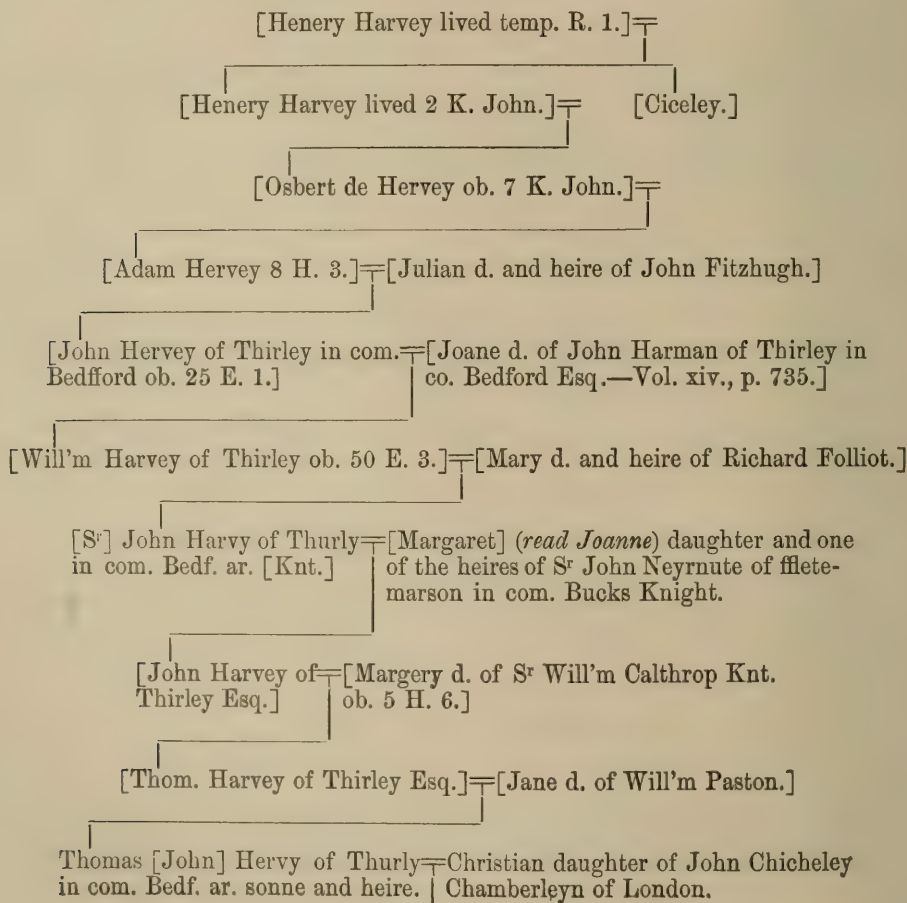 [Henery Harvey lived temp. R. 1.]
[Henery Harvey lived 2 K. John.] [Ciceley.]
[Osbert de Hervey ob. 7 K. John.]
[Adam Hervey 8 H. 3.] [Julian d. and heire of John Fitzhugh.]
[John Hervey of Thirley in com. [Joane d. of John Harman of Thirley in
Bedfford ob. 25 E. 1.] co. Bedford Esq.—Vol. xiv., p. 735.]
[Will'm Harvey of Thirley ob. 50 E. 3.] [Mary d. and heire of Richard Folliot.]
[Sr] John Harvy of Thurly [Margaret] (read Joanne) daughter and one
in com. Bedf. ar. [Knt.] of the heires of Sr John Neyrnute of fflete-
marson in com. Bucks Knight.
[John Harvey of [Margery d. of Sr Will'm Calthrop Knt.
Thirley Esq.] ob. 5 H. 6.]
[Thom. Harvey of Thirley Esq.] [Jane d. of Will'm Paston.]
Thomas [John] Hervy of Thurly Christian daughter of John Chicheley
in com. Bedf. ar. sonne and heire. Chamberleyn of London.